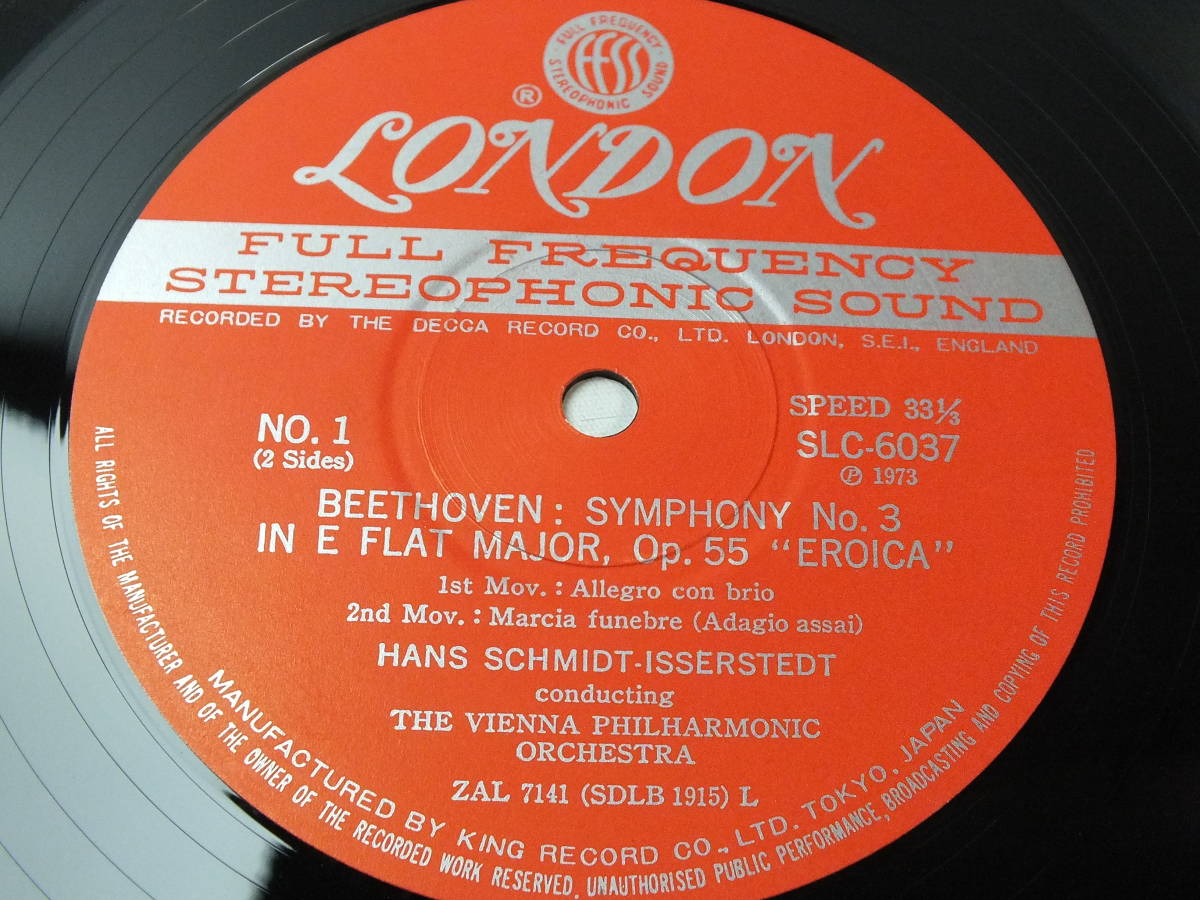 FULL FREQUENCY
FFSS
STEREOPHONIC SOUND
®
LONDON
FULL FREQUENCY
STEREOPHONIC SOUND
RECORDED BY THE DECCA RECORD CO., LTD. LONDON, S.E.I., ENGLAND
NO. 1
(2 Sides)
SPEED 33⅓
SLC-6037
℗ 1973
BEETHOVEN: SYMPHONY No. 3
IN E FLAT MAJOR, Op. 55 “EROICA”
1st Mov.: Allegro con brio
2nd Mov.: Marcia funebre (Adagio assai)
HANS SCHMIDT-ISSERSTEDT
conducting
THE VIENNA PHILHARMONIC
ORCHESTRA
ZAL 7141 (SDLB 1915) L
MANUFACTURED BY KING RECORD CO., LTD. TOKYO, JAPAN
ALL RIGHTS OF THE MANUFACTURER AND OF THE OWNER OF THE RECORDED WORK RESERVED. UNAUTHORISED PUBLIC PERFORMANCE, BROADCASTING AND COPYING OF THIS RECORD PROHIBITED